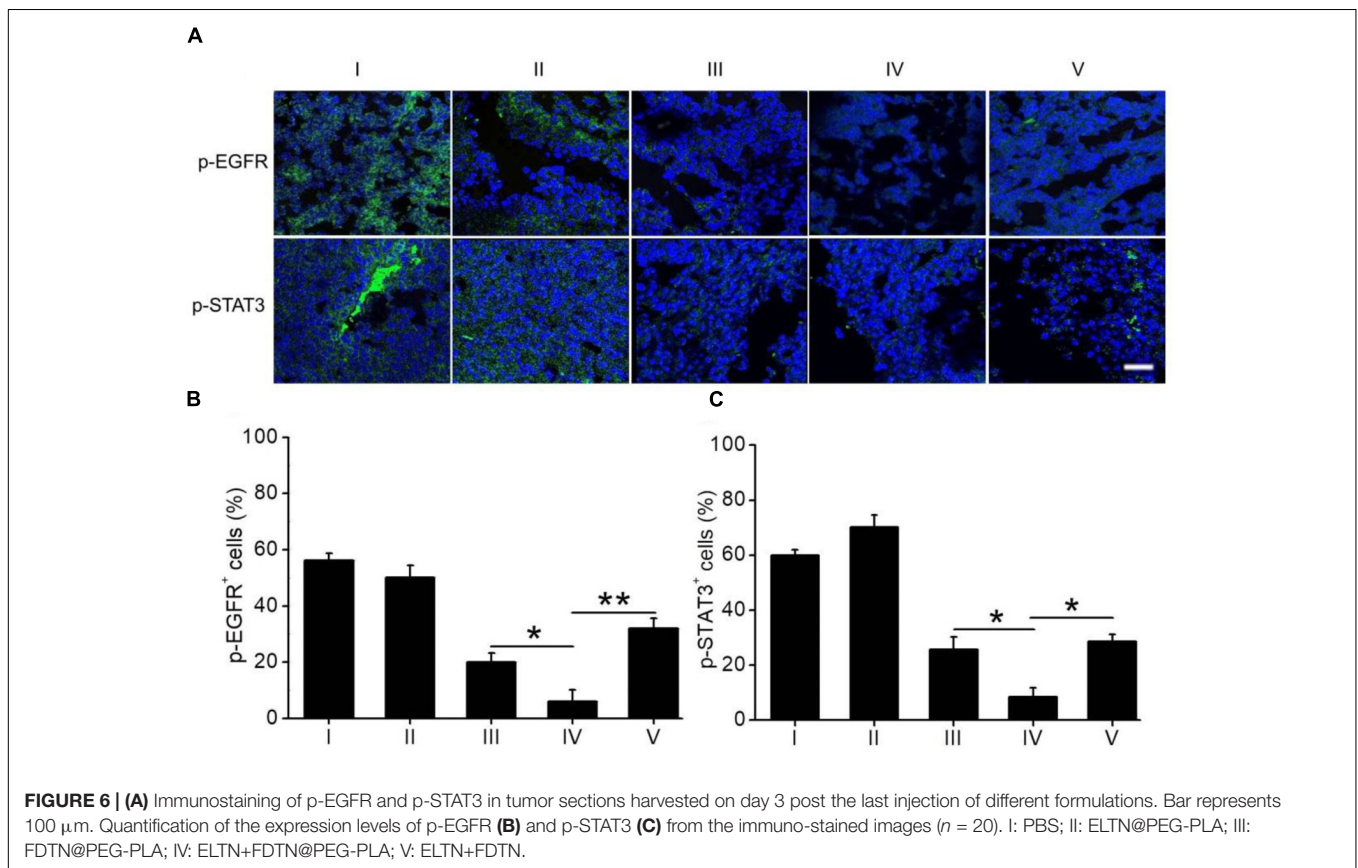 A
I II III IV V
p-EGFR
p-STAT3
B
C
p-EGFR+ cells (%)
100
80
60
40
20
0
*
**
I II III IV V
p-STAT3+ cells (%)
100
80
60
40
20
0
*
*
I II III IV V
FIGURE 6 | (A) Immunostaining of p-EGFR and p-STAT3 in tumor sections harvested on day 3 post the last injection of different formulations. Bar represents
100 μm. Quantification of the expression levels of p-EGFR (B) and p-STAT3 (C) from the immuno-stained images (n = 20). I: PBS; II: ELTN@PEG-PLA; III:
FDTN@PEG-PLA; IV: ELTN+FDTN@PEG-PLA; V: ELTN+FDTN.